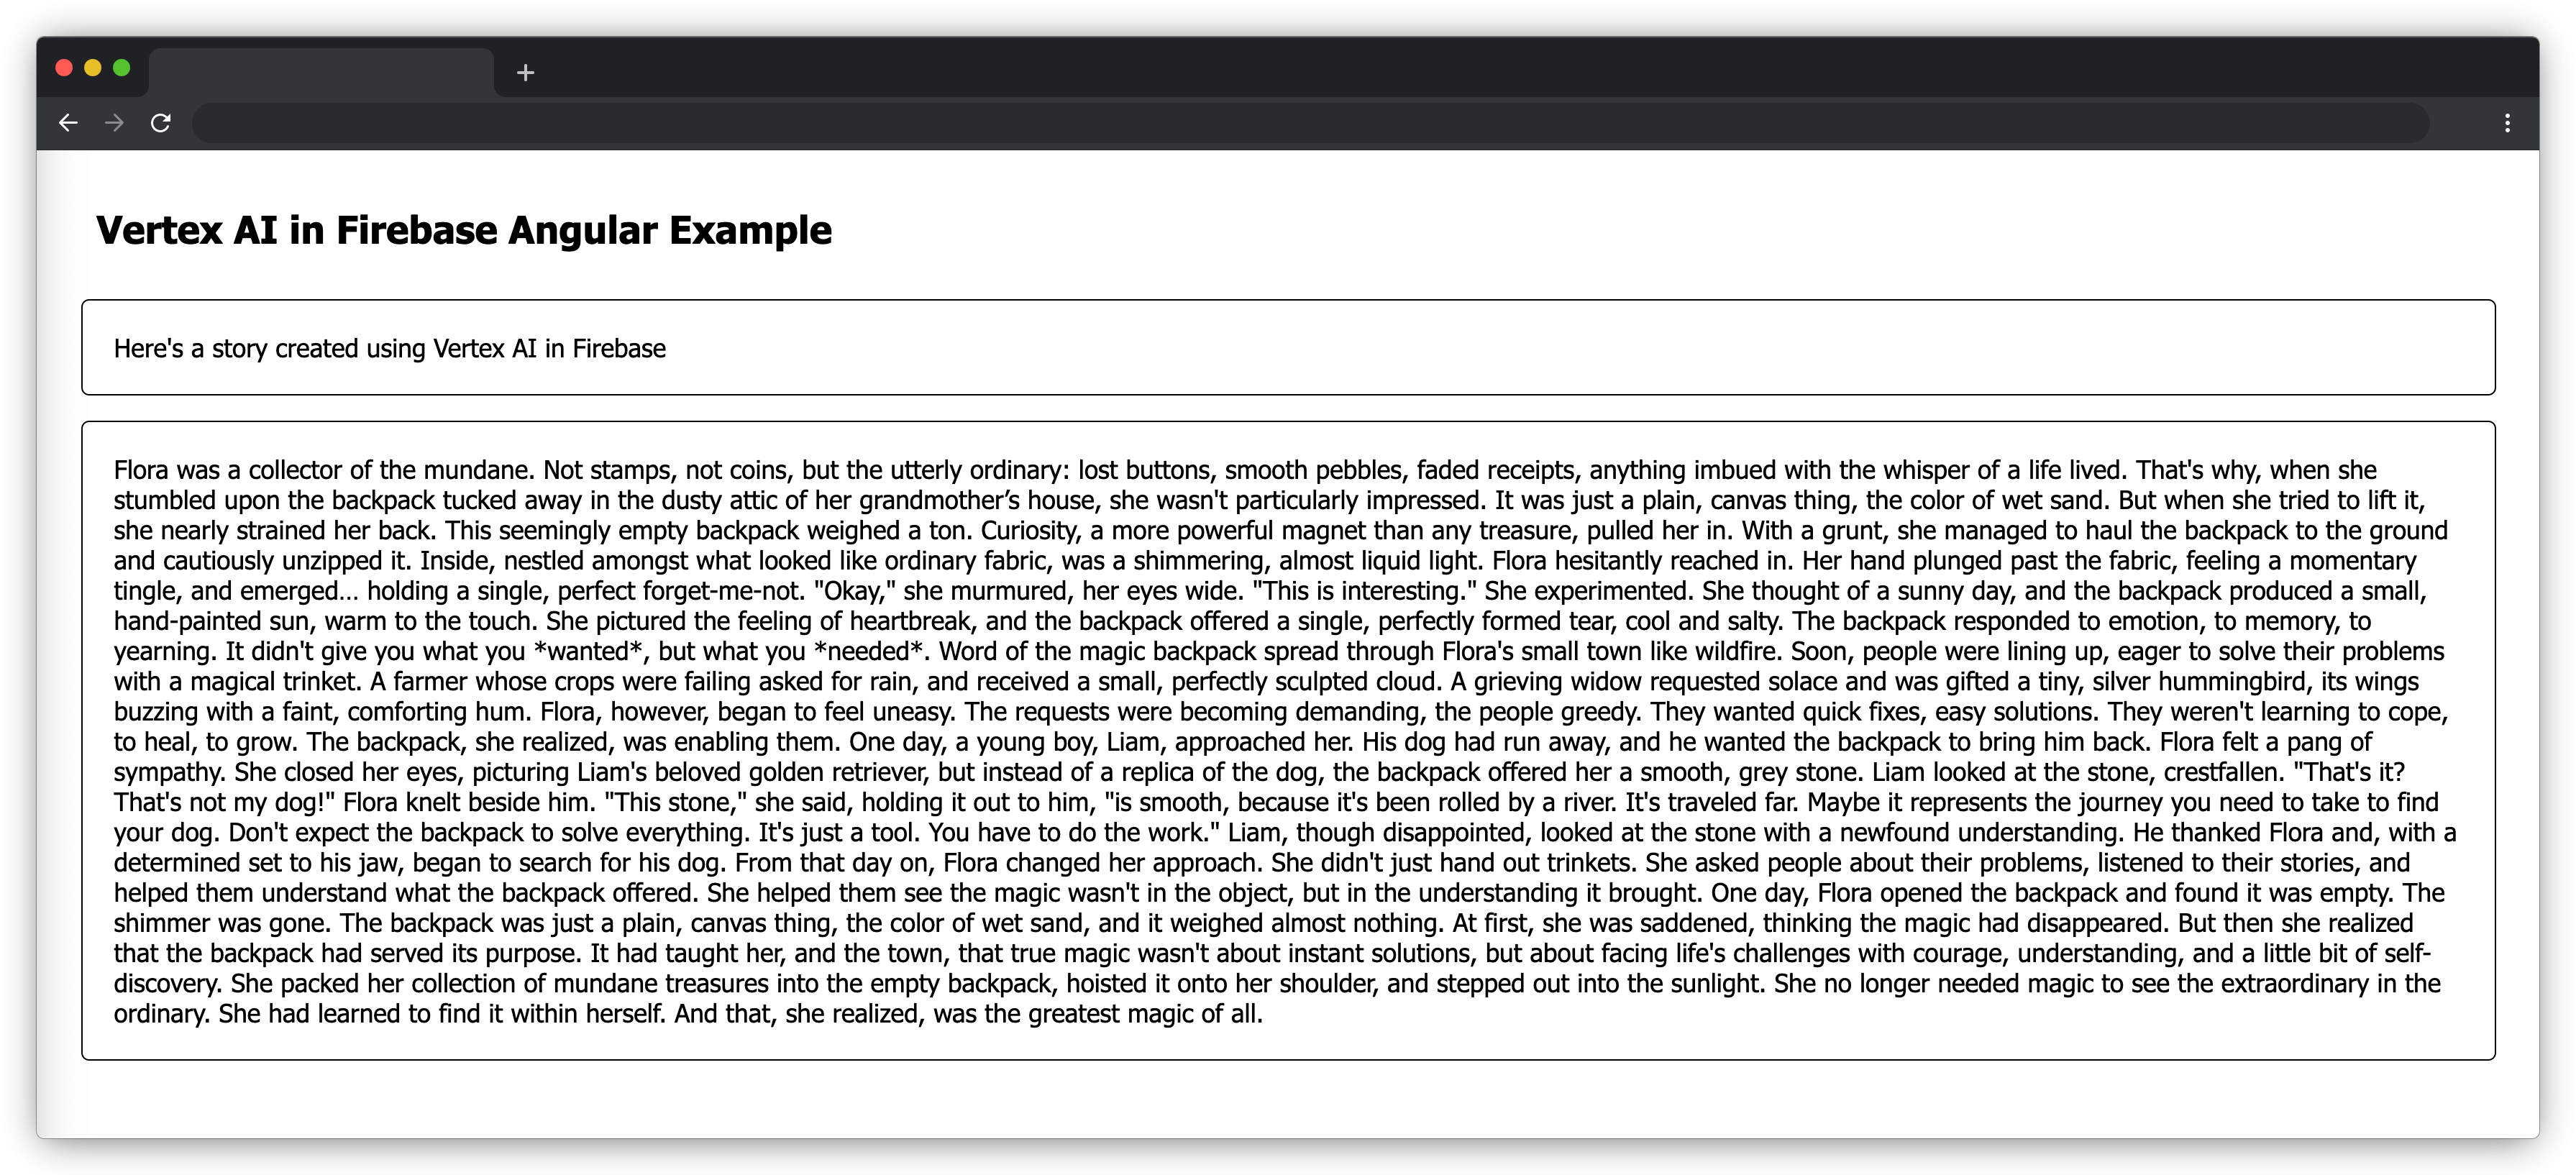 Vertex AI in Firebase Angular Example
Here's a story created using Vertex AI in Firebase
Flora was a collector of the mundane. Not stamps, not coins, but the utterly ordinary: lost buttons, smooth pebbles, faded receipts, anything imbued with the whisper of a life lived. That's why, when she
stumbled upon the backpack tucked away in the dusty attic of her grandmother’s house, she wasn't particularly impressed. It was just a plain, canvas thing, the color of wet sand. But when she tried to lift it,
she nearly strained her back. This seemingly empty backpack weighed a ton. Curiosity, a more powerful magnet than any treasure, pulled her in. With a grunt, she managed to haul the backpack to the ground
and cautiously unzipped it. Inside, nestled amongst what looked like ordinary fabric, was a shimmering, almost liquid light. Flora hesitantly reached in. Her hand plunged past the fabric, feeling a momentary
tingle, and emerged... holding a single, perfect forget-me-not. "Okay," she murmured, her eyes wide. "This is interesting." She experimented. She thought of a sunny day, and the backpack produced a small,
hand-painted sun, warm to the touch. She pictured the feeling of heartbreak, and the backpack offered a single, perfectly formed tear, cool and salty. The backpack responded to emotion, to memory, to
yearning. It didn't give you what you *wanted*, but what you *needed*. Word of the magic backpack spread through Flora's small town like wildfire. Soon, people were lining up, eager to solve their problems
with a magical trinket. A farmer whose crops were failing asked for rain, and received a small, perfectly sculpted cloud. A grieving widow requested solace and was gifted a tiny, silver hummingbird, its wings
buzzing with a faint, comforting hum. Flora, however, began to feel uneasy. The requests were becoming demanding, the people greedy. They wanted quick fixes, easy solutions. They weren't learning to cope,
to heal, to grow. The backpack, she realized, was enabling them. One day, a young boy, Liam, approached her. His dog had run away, and he wanted the backpack to bring him back. Flora felt a pang of
sympathy. She closed her eyes, picturing Liam's beloved golden retriever, but instead of a replica of the dog, the backpack offered her a smooth, grey stone. Liam looked at the stone, crestfallen. "That's it?
That's not my dog!" Flora knelt beside him. "This stone," she said, holding it out to him, "is smooth, because it's been rolled by a river. It's traveled far. Maybe it represents the journey you need to take to find
your dog. Don't expect the backpack to solve everything. It's just a tool. You have to do the work." Liam, though disappointed, looked at the stone with a newfound understanding. He thanked Flora and, with a
determined set to his jaw, began to search for his dog. From that day on, Flora changed her approach. She didn't just hand out trinkets. She asked people about their problems, listened to their stories, and
helped them understand what the backpack offered. She helped them see the magic wasn't in the object, but in the understanding it brought. One day, Flora opened the backpack and found it was empty. The
shimmer was gone. The backpack was just a plain, canvas thing, the color of wet sand, and it weighed almost nothing. At first, she was saddened, thinking the magic had disappeared. But then she realized
that the backpack had served its purpose. It had taught her, and the town, that true magic wasn't about instant solutions, but about facing life's challenges with courage, understanding, and a little bit of self-
discovery. She packed her collection of mundane treasures into the empty backpack, hoisted it onto her shoulder, and stepped out into the sunlight. She no longer needed magic to see the extraordinary in the
ordinary. She had learned to find it within herself. And that, she realized, was the greatest magic of all.